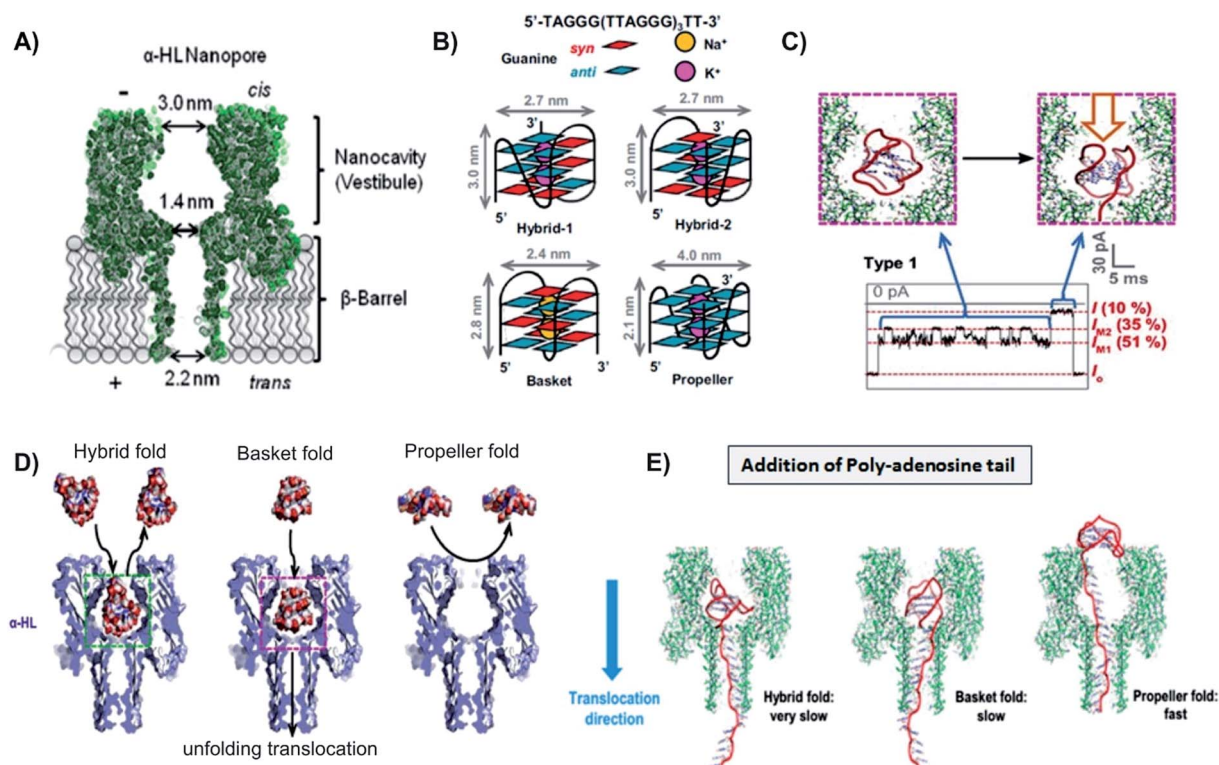 A)
α-HL Nanopore
-
cis
3.0 nm
Nanocavity
(Vestibule)
1.4 nm
β-Barrel
+
2.2 nm
trans
B)
5'-TAGGG(TTAGGG)3TT-3'
Guanine
syn
anti
Na+
K+
2.7 nm
3'
3.0 nm
5'
Hybrid-1
2.7 nm
3'
3.0 nm
5'
Hybrid-2
2.4 nm
2.8 nm
5'
3'
Basket
4.0 nm
3'
2.1 nm
5'
Propeller
C)
Type 1
30 pA
5 ms
0 pA
I (10 %)
IM2 (35 %)
IM1 (51 %)
Io
D)
Hybrid fold
Basket fold
Propeller fold
α-HL
unfolding translocation
E)
Addition of Poly-adenosine tail
Translocation
direction
Hybrid fold:
very slow
Basket fold:
slow
Propeller fold:
fast